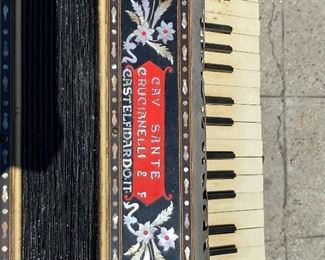 CAV SANTE
CRUCIANELLI & F
CASTELFIDARDO.IT.